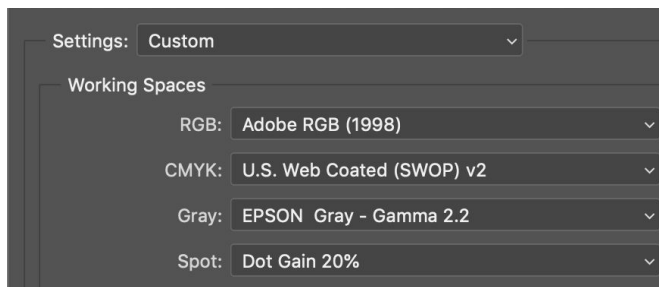 Settings: Custom
Working Spaces
RGB: Adobe RGB (1998)
CMYK: U.S. Web Coated (SWOP) v2
Gray: EPSON  Gray - Gamma 2.2
Spot: Dot Gain 20%